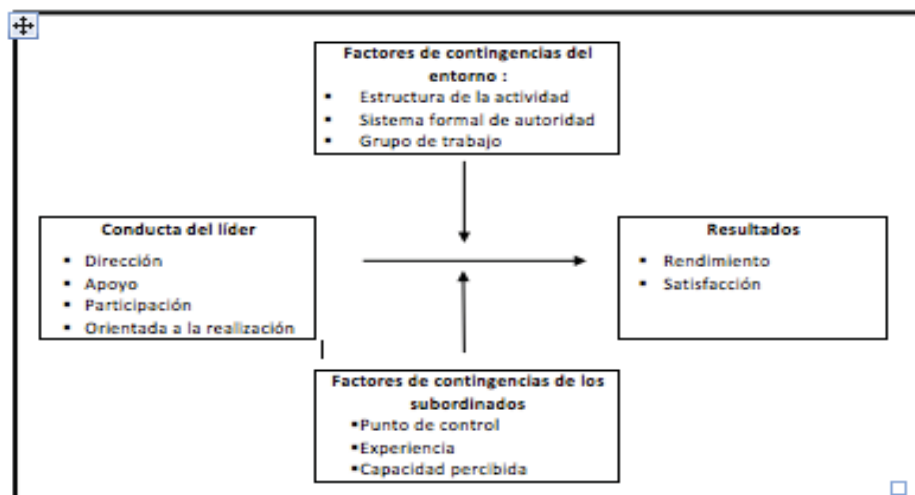 Factores de contingencias del
entorno :
▪ Estructura de la actividad
▪ Sistema formal de autoridad
▪ Grupo de trabajo
Conducta del líder
▪ Dirección
▪ Apoyo
▪ Participación
▪ Orientada a la realización
Resultados
▪ Rendimiento
▪ Satisfacción
Factores de contingencias de los
subordinados
▪Punto de control
▪Experiencia
▪Capacidad percibida